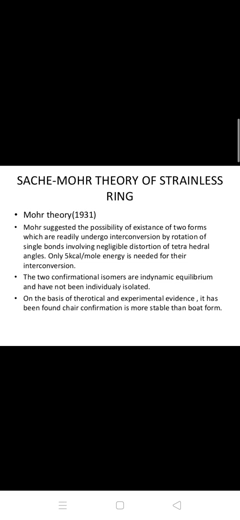 SACHE-MOHR THEORY OF STRAINLESS
RING
• Mohr theory(1931)
• Mohr suggested the possibility of existance of two forms
which are readily undergo interconversion by rotation of
single bonds involving negligible distortion of tetra hedral
angles. Only 5kcal/mole energy is needed for their
interconversion.
• The two confirmational isomers are indynamic equilibrium
and have not been individualy isolated.
• On the basis of therotical and experimental evidence , it has
been found chair confirmation is more stable than boat form.